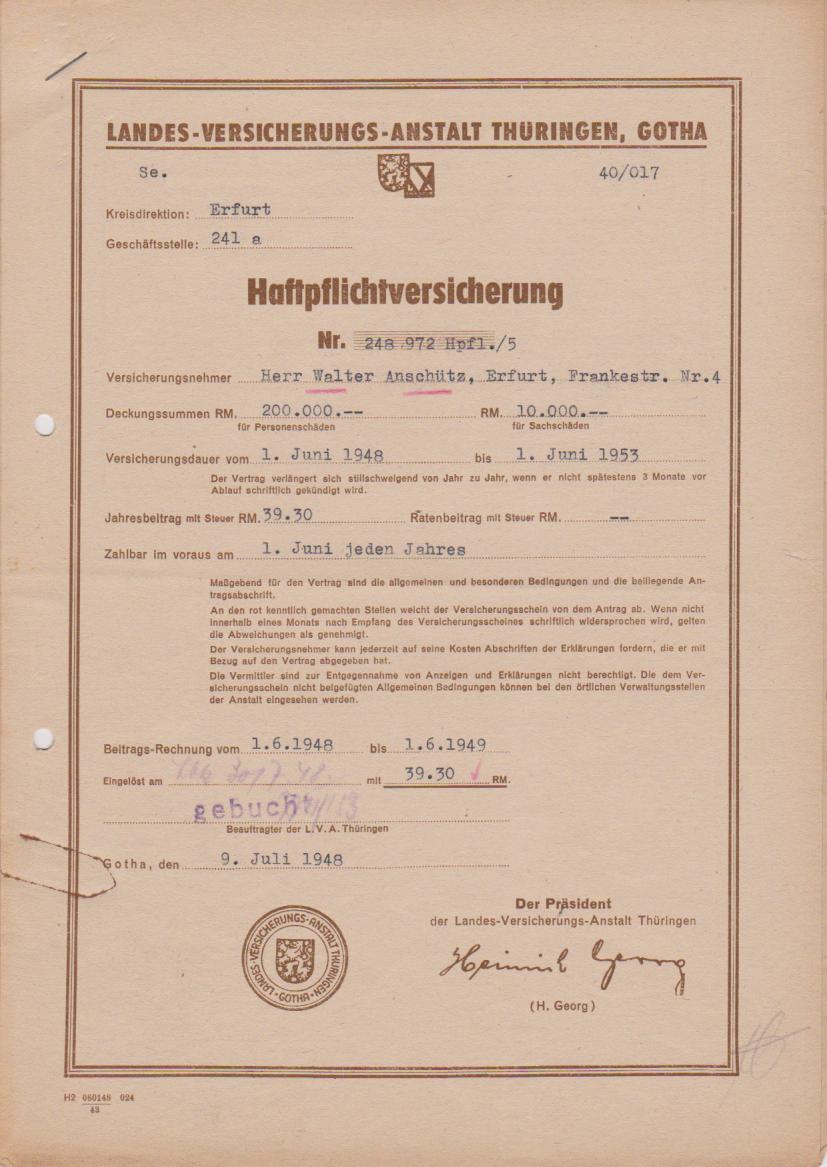 LANDES-VERSICHERUNGS-ANSTALT THÜRINGEN, GOTHA
Se. 40/017
Kreisdirektion: Erfurt
Geschäftsstelle: 241 a
Haftpflichtversicherung
Nr. 248 972 Hpfl./5
Versicherungsnehmer Herr Walter Anschütz, Erfurt, Frankestr. Nr.4
Deckungssummen RM. 200.000.-- RM. 10.000.--
für Personenschäden für Sachschäden
Versicherungsdauer vom 1. Juni 1948 bis 1. Juni 1953
Der Vertrag verlängert sich stillschweigend von Jahr zu Jahr, wenn er nicht spätestens 3 Monate vor
Ablauf schriftlich gekündigt wird.
Jahresbeitrag mit Steuer RM. 39.30 Ratenbeitrag mit Steuer RM. --
Zahlbar im voraus am 1. Juni jeden Jahres
Maßgebend für den Vertrag sind die allgemeinen und besonderen Bedingungen und die beiliegende An-
tragsabschrift.
An den rot kenntlich gemachten Stellen weicht der Versicherungsschein von dem Antrag ab. Wenn nicht
innerhalb eines Monats nach Empfang des Versicherungsscheines schriftlich widersprochen wird, gelten
die Abweichungen als genehmigt.
Der Versicherungsnehmer kann jederzeit auf seine Kosten Abschriften der Erklärungen fordern, die er mit
Bezug auf den Vertrag abgegeben hat.
Die Vermittler sind zur Entgegennahme von Anzeigen und Erklärungen nicht berechtigt. Die dem Ver-
sicherungsschein nicht beigefügten Allgemeinen Bedingungen können bei den örtlichen Verwaltungsstellen
der Anstalt eingesehen werden.
Beitrags-Rechnung vom 1.6.1948 bis 1.6.1949
Eingelöst am mit 39.30 RM.
gebucht
Beauftragter der L.V.A. Thüringen
Gotha, den 9. Juli 1948
Der Präsident
der Landes-Versicherungs-Anstalt Thüringen
LANDES-VERSICHERUNGS-ANSTALT THÜRINGEN
GOTHA
Heinrich Georg
(H. Georg)
H2 080148 024
43